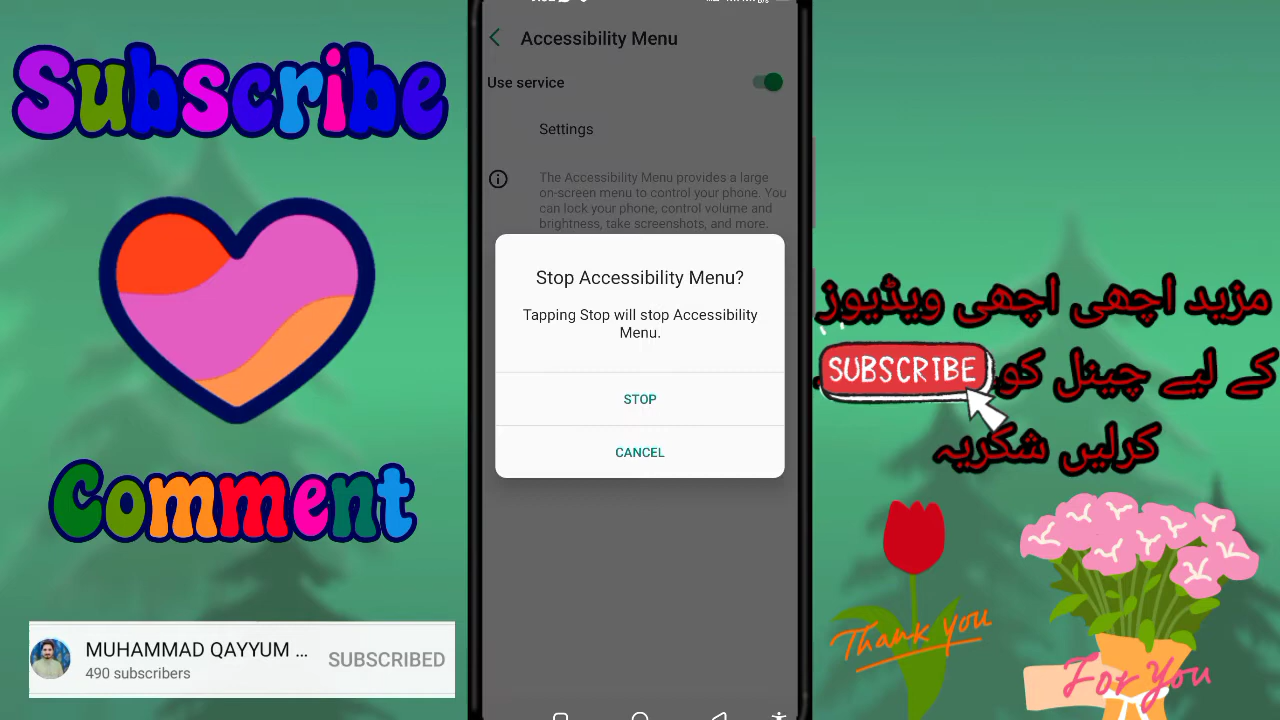 Subscribe
Comment
MUHAMMAD QAYYUM ...
490 subscribers
SUBSCRIBED
Accessibility Menu
Use service
Settings
The Accessibility Menu provides a large
on-screen menu to control your phone. You
can lock your phone, control volume and
brightness, take screenshots, and more.
Stop Accessibility Menu?
Tapping Stop will stop Accessibility
Menu.
STOP
CANCEL
مزید اچھی اچھی ویڈیوز
کے لیے چینل کو SUBSCRIBE
کرلیں شکریہ
Thank you
For You